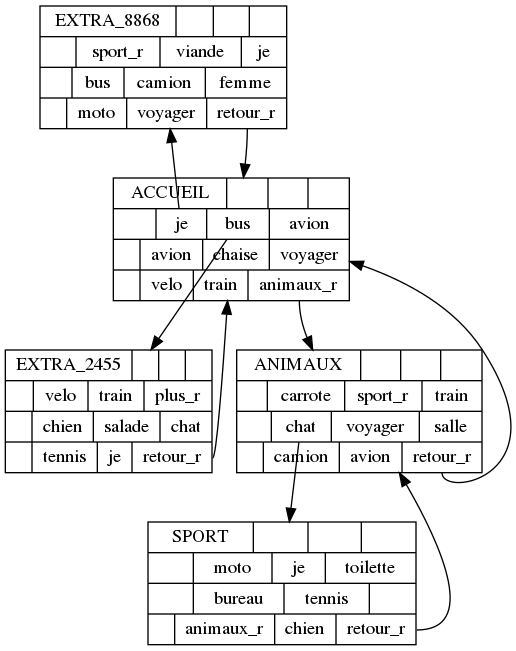 EXTRA_8868
sport_r viande je
bus camion femme
moto voyager retour_r
ACCUEIL
je bus avion
avion chaise voyager
velo train animaux_r
EXTRA_2455
velo train plus_r
chien salade chat
tennis je retour_r
ANIMAUX
carrote sport_r train
chat voyager salle
camion avion retour_r
SPORT
moto je toilette
bureau tennis
animaux_r chien retour_r